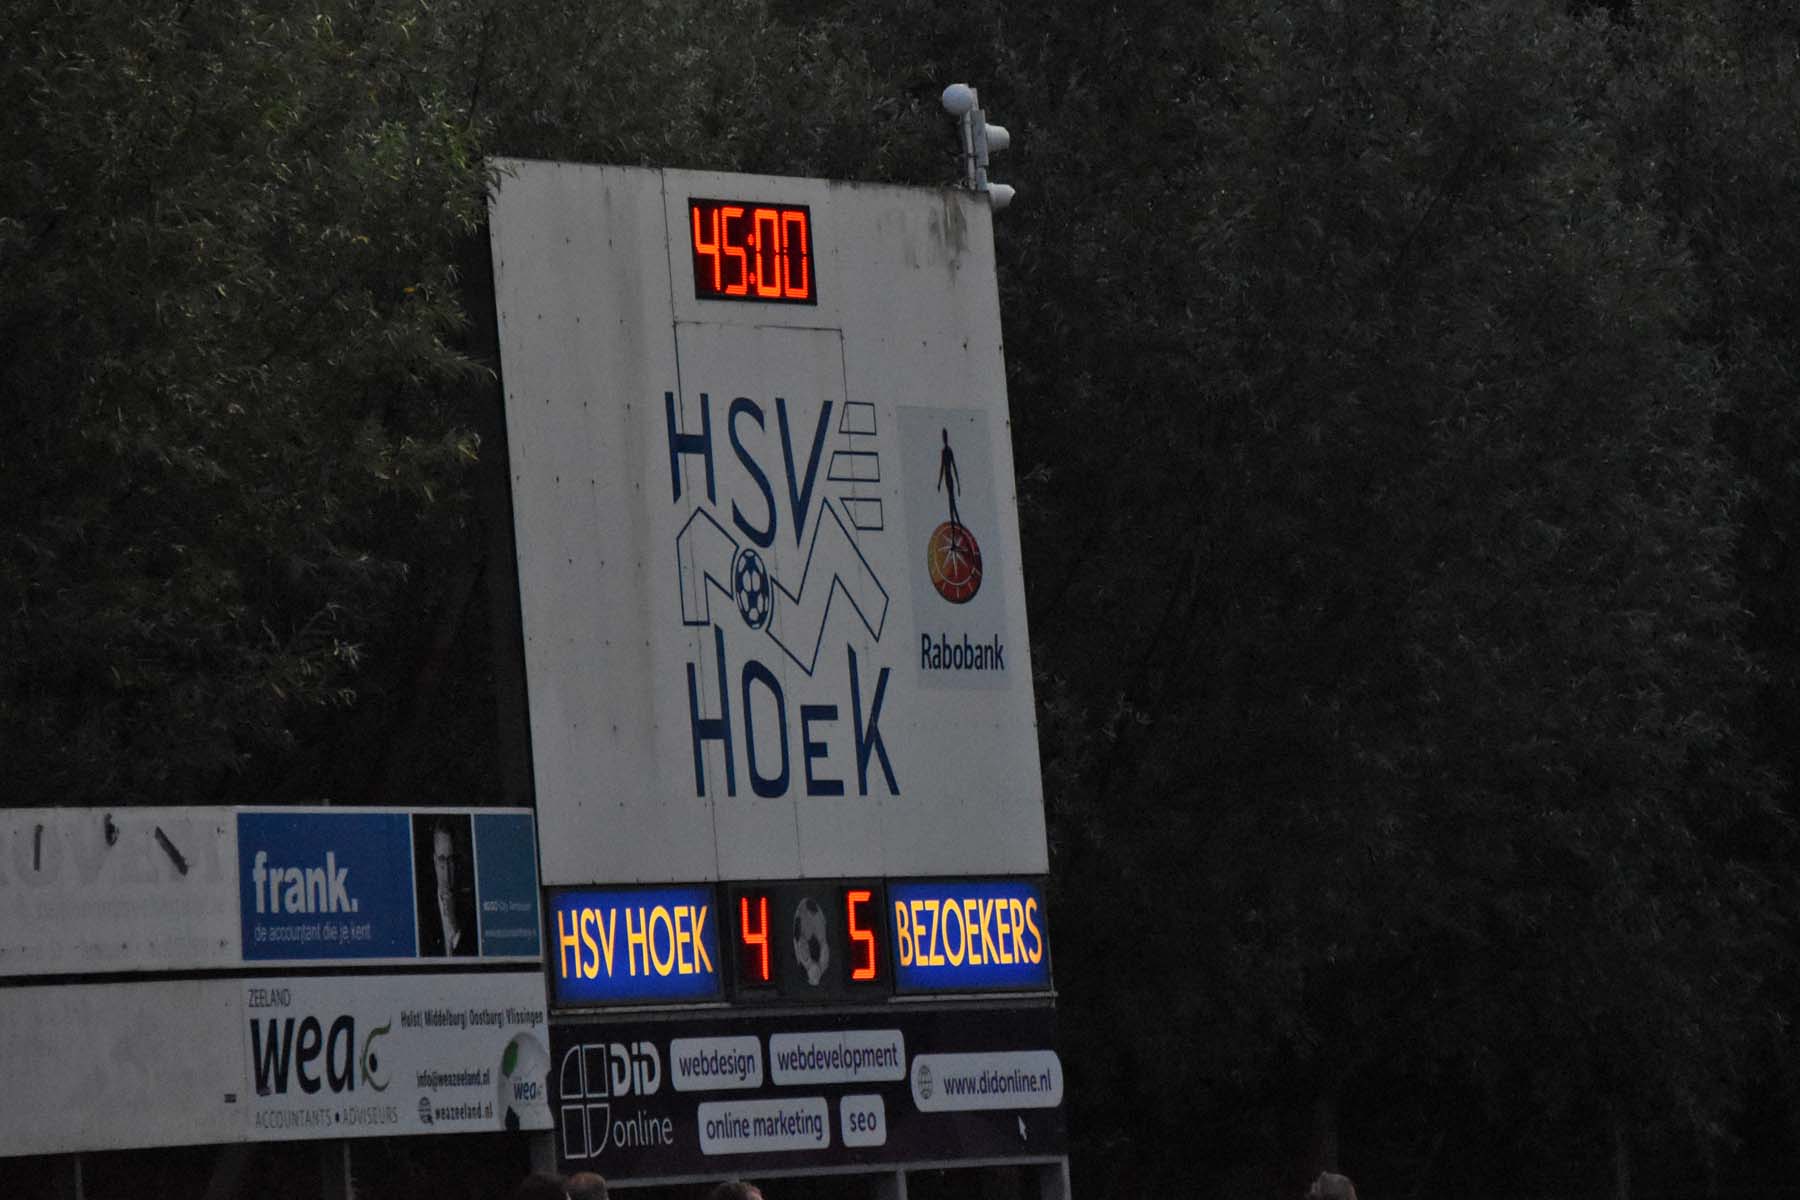 45:00
HSV
HOEK
Rabobank
frank.
de accountant die je kent
HSV HOEK
4
5
BEZOEKERS
ZEELAND
wea
ACCOUNTANTS • ADVISEURS
Hulst| Middelburg| Oostburg| Vlissingen
info@weazeeland.nl
weazeeland.nl
wea
DiD
online
webdesign
webdevelopment
online marketing
seo
www.didonline.nl